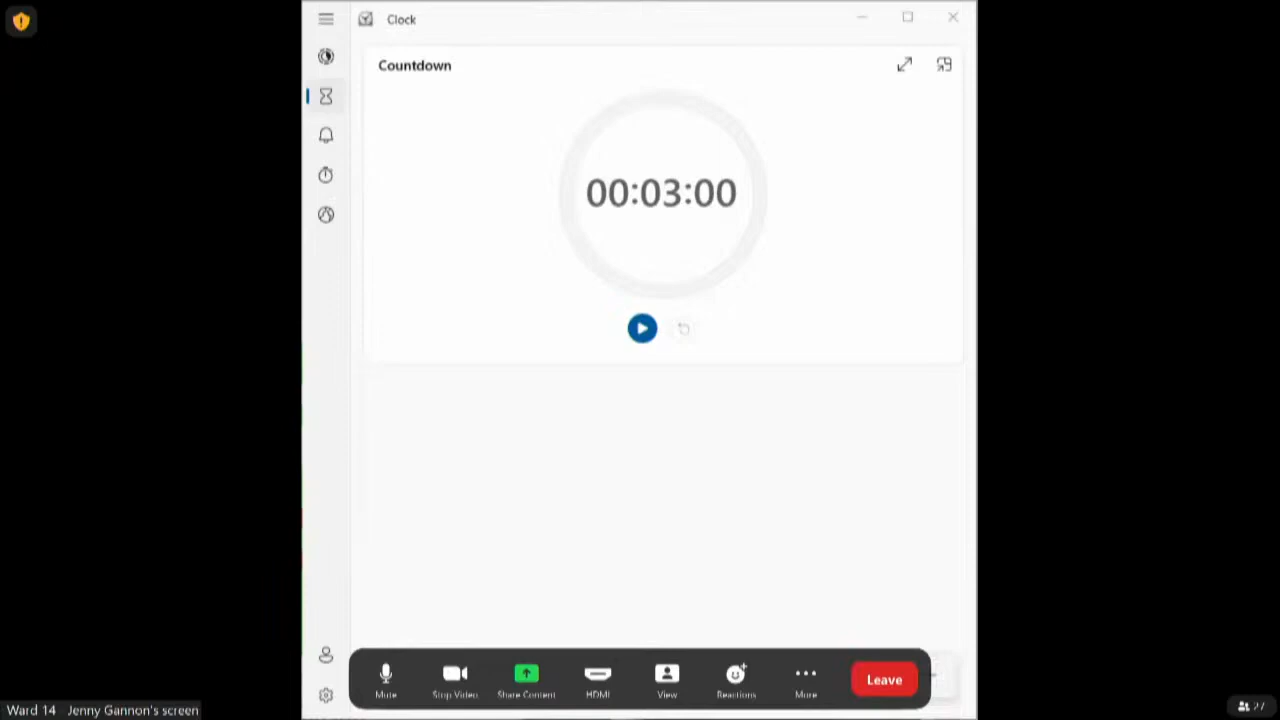 Clock
Countdown
00:03:00
Mute
Stop Video
Share Content
HDMI
View
Reactions
More
Leave
Ward 14 Jenny Gannon's screen
27